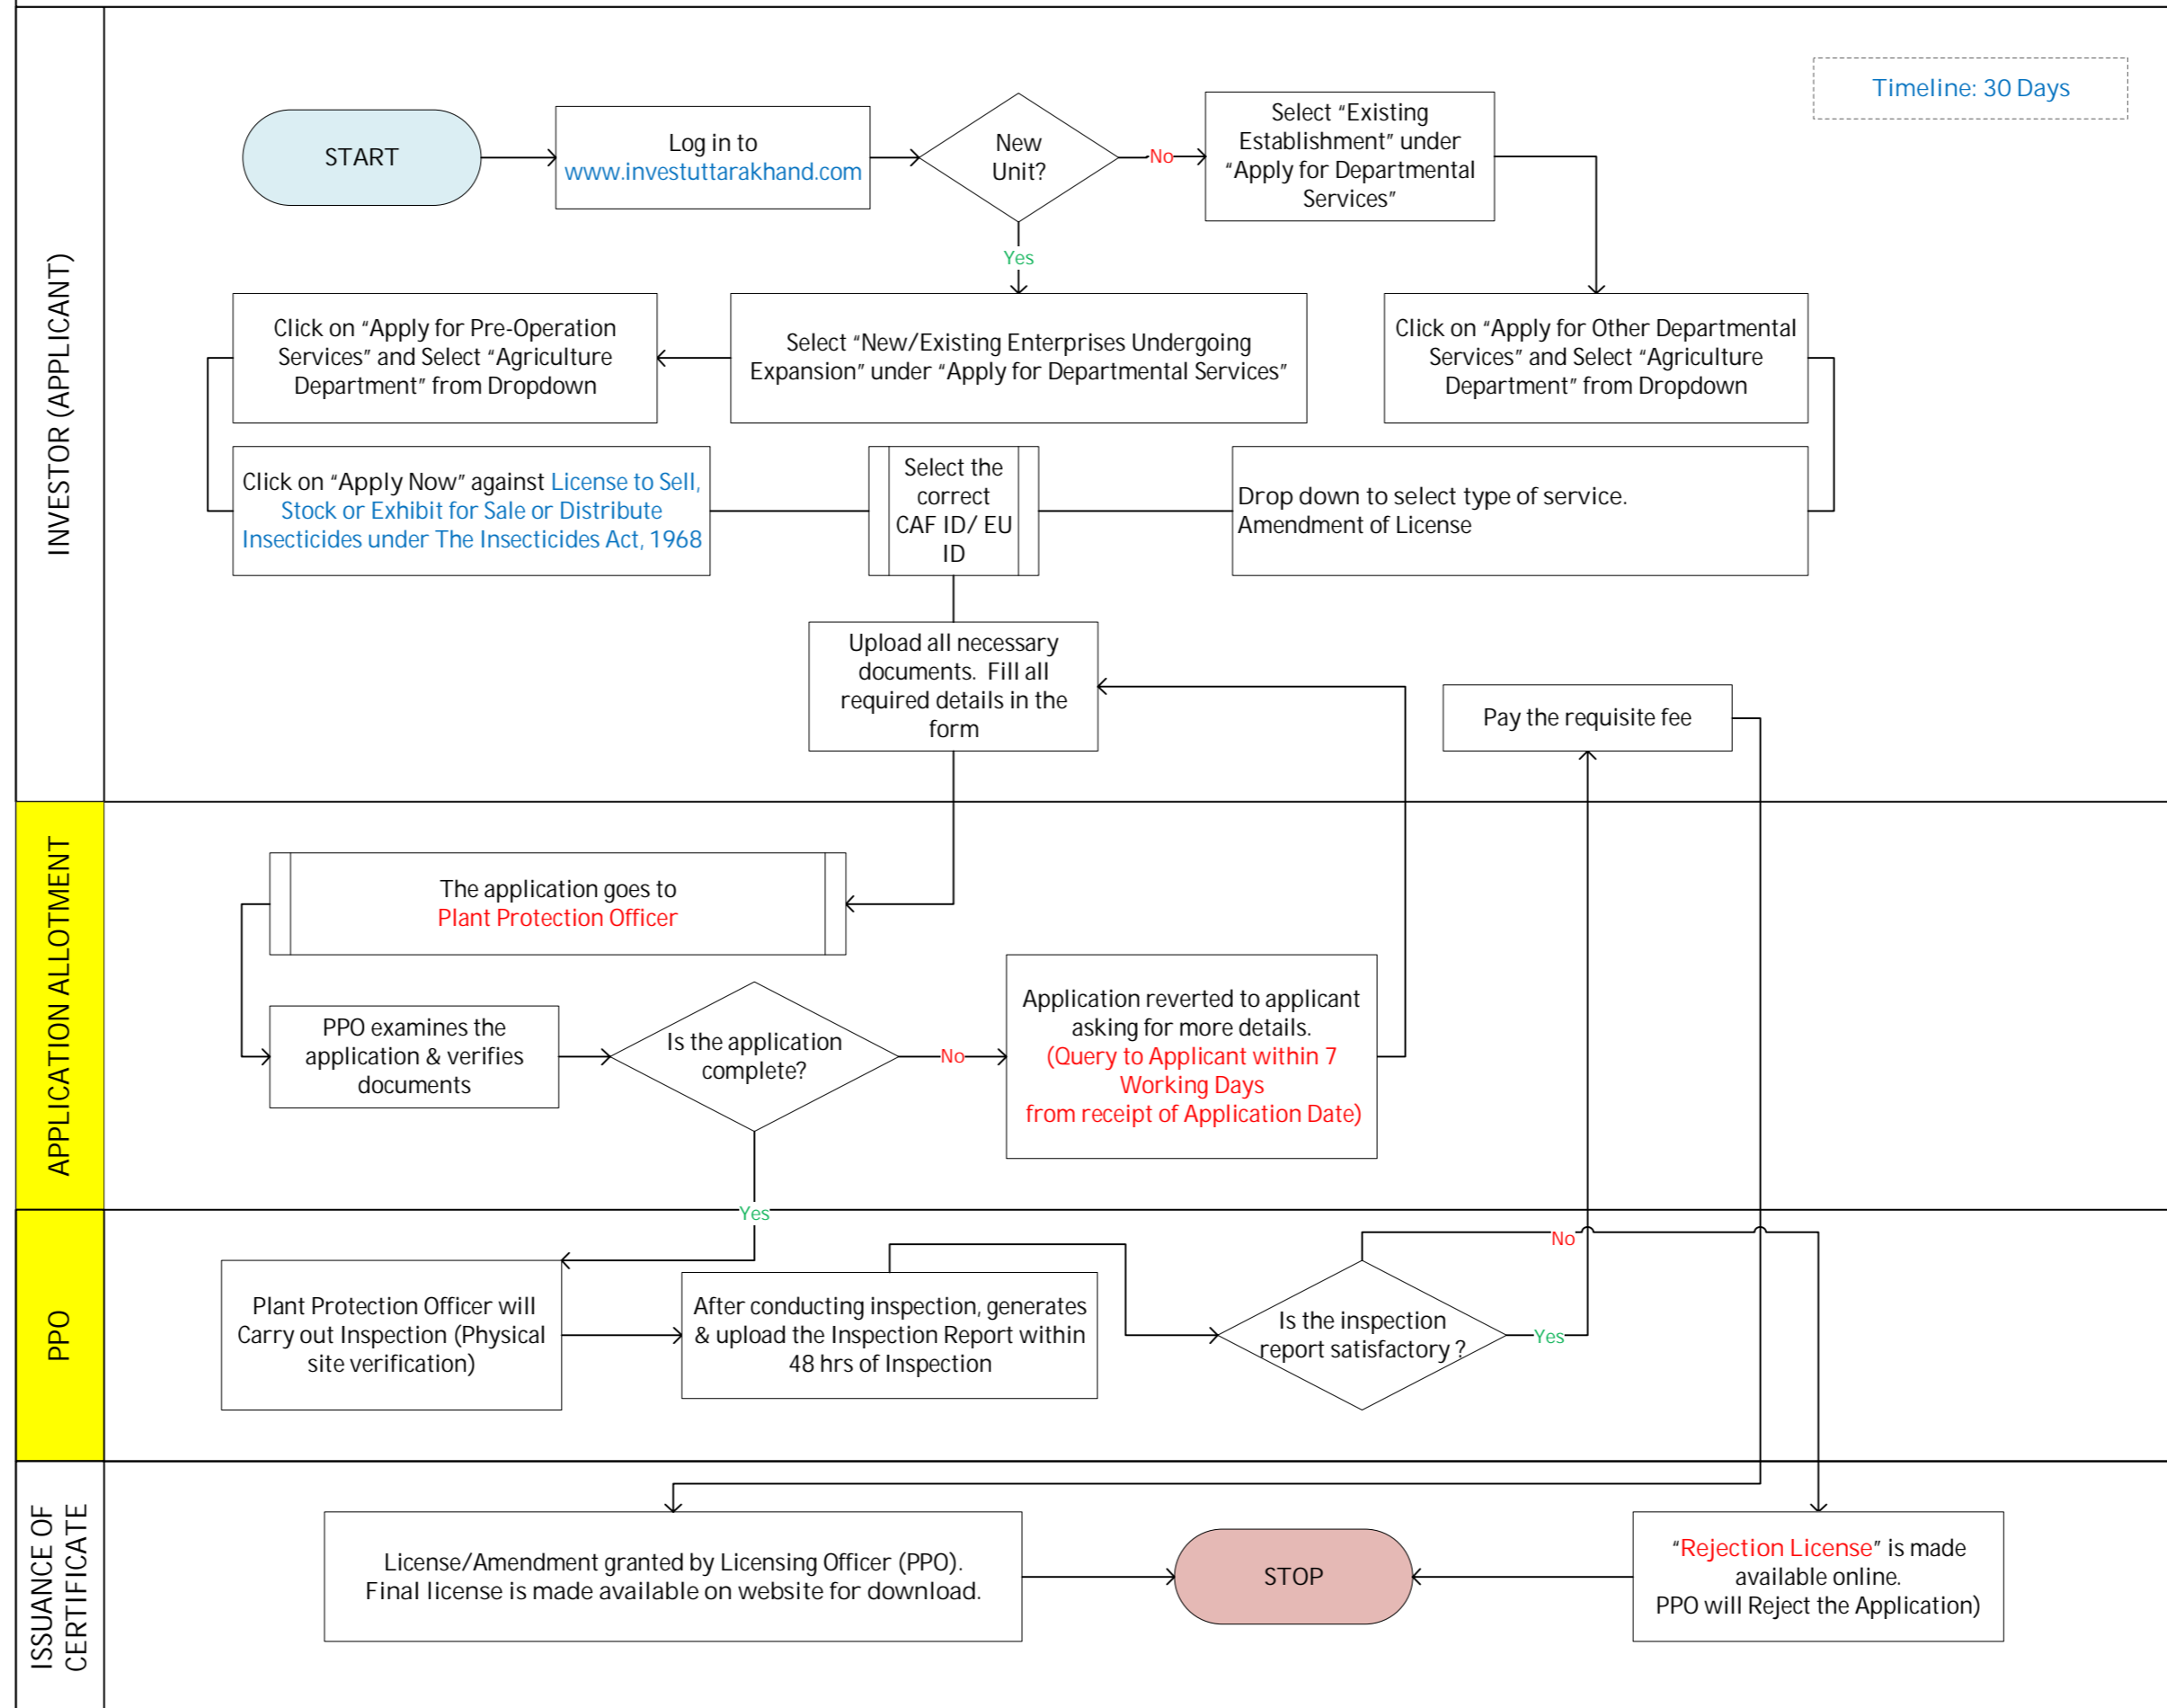 Timeline: 30 Days
INVESTOR (APPLICANT)
START
Log in to
www.investuttarakhand.com
New
Unit?
No
Select “Existing
Establishment” under
“Apply for Departmental
Services”
Yes
Click on “Apply for Pre-Operation
Services” and Select “Agriculture
Department” from Dropdown
Select “New/Existing Enterprises Undergoing
Expansion” under “Apply for Departmental Services”
Click on “Apply for Other Departmental
Services” and Select “Agriculture
Department” from Dropdown
Click on “Apply Now” against License to Sell,
Stock or Exhibit for Sale or Distribute
Insecticides under The Insecticides Act, 1968
Select the
correct
CAF ID/ EU
ID
Drop down to select type of service.
Amendment of License
Upload all necessary
documents. Fill all
required details in the
form
Pay the requisite fee
APPLICATION ALLOTMENT
The application goes to
Plant Protection Officer
PPO examines the
application & verifies
documents
Is the application
complete?
No
Application reverted to applicant
asking for more details.
(Query to Applicant within 7
Working Days
from receipt of Application Date)
Yes
PPO
Plant Protection Officer will
Carry out Inspection (Physical
site verification)
After conducting inspection, generates
& upload the Inspection Report within
48 hrs of Inspection
Is the inspection
report satisfactory ?
No
Yes
ISSUANCE OF
CERTIFICATE
License/Amendment granted by Licensing Officer (PPO).
Final license is made available on website for download.
STOP
“Rejection License” is made
available online.
PPO will Reject the Application)